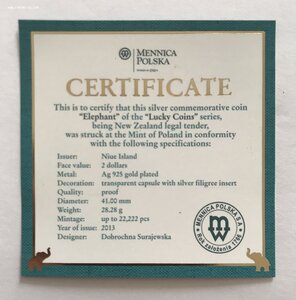 MENNICA
POLSKA
CERTIFICATE
This is to certify that this silver commemorative coin
"Elephant" of the "Lucky Coins" series,
being New Zealand legal tender,
was struck at the Mint of Poland in conformity
with the following specifications:
Issuer: Niue Island
Face value: 2 dollars
Metal: Ag 925 gold plated
Decoration: transparent capsule with silver filigree insert
Quality: proof
Diameter: 41.00 mm
Weight: 28.28 g
Mintage: up to 22,222 pcs
Year of issue: 2013
Designer: Dobrochna Surajewska
MENNICA POLSKA S.A.
Rok założenia 1766